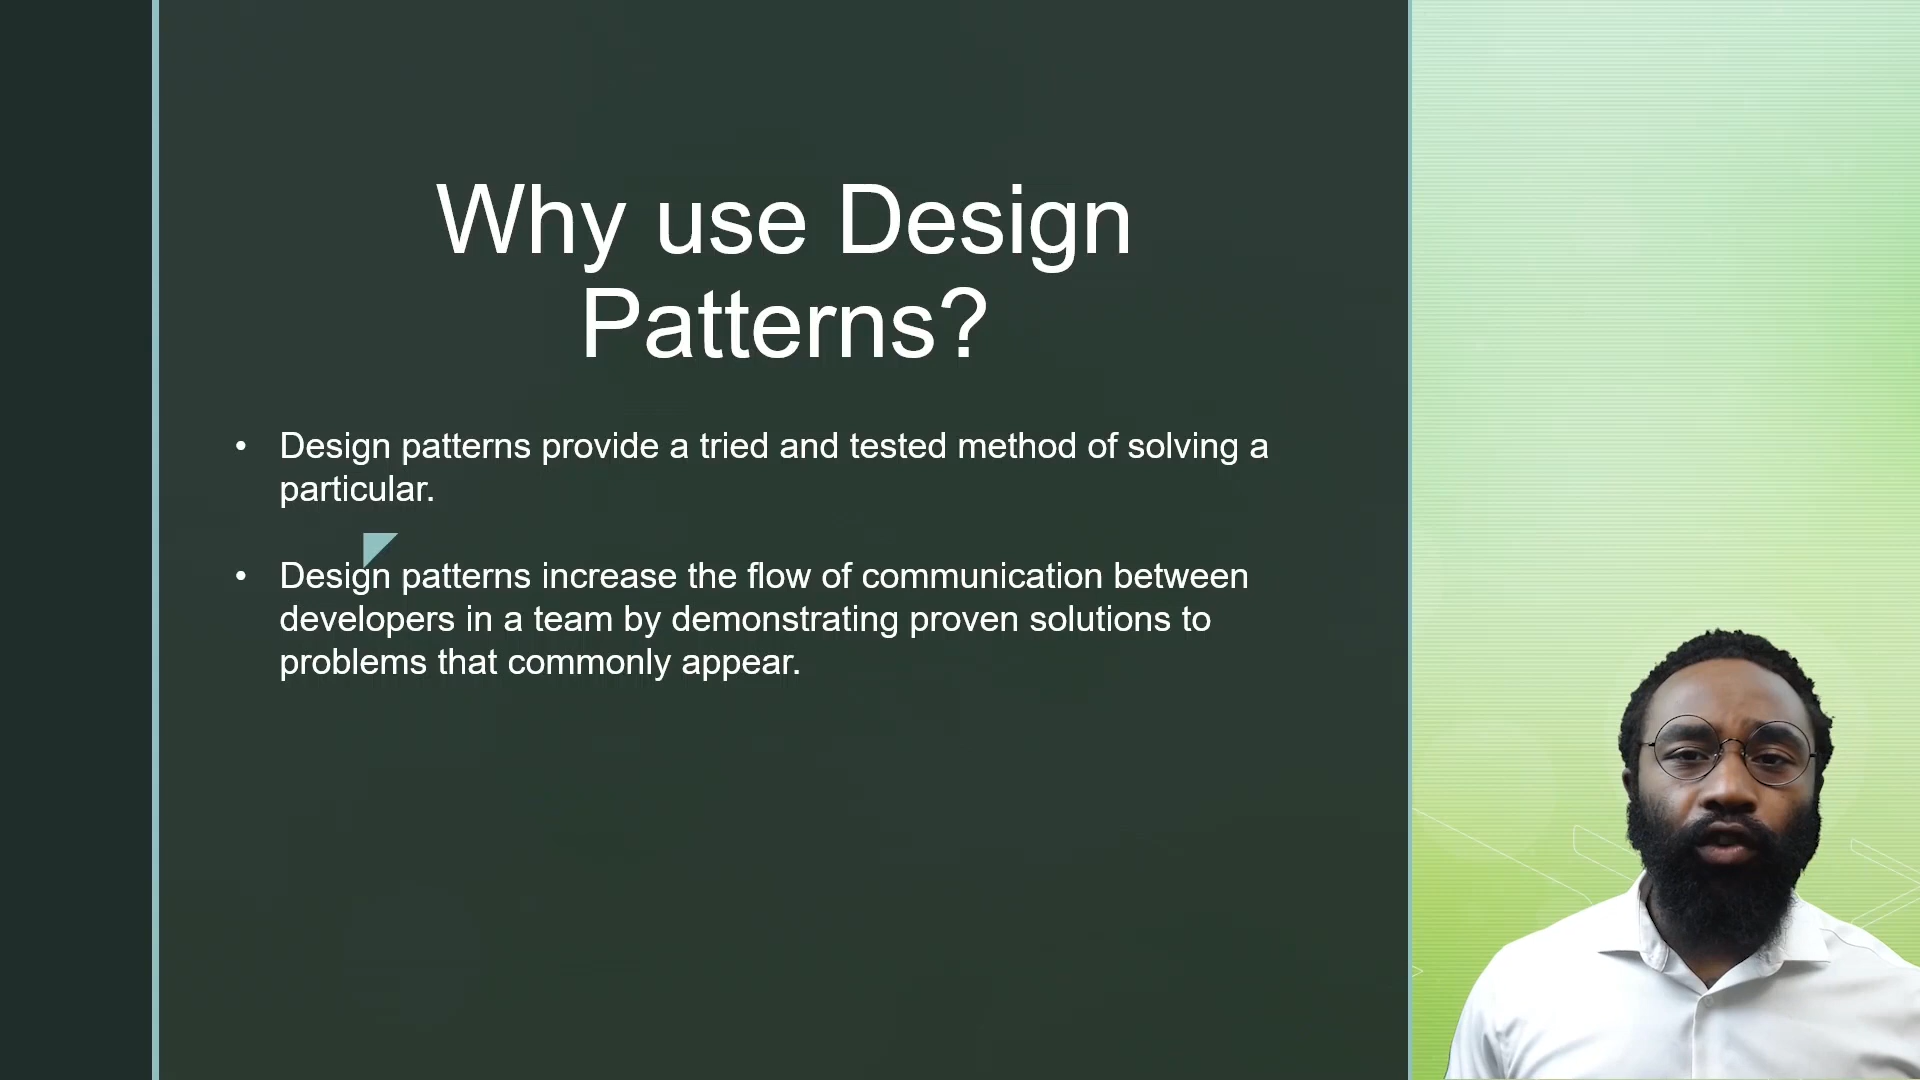 Why use Design
Patterns?
• Design patterns provide a tried and tested method of solving a
particular.
• Design patterns increase the flow of communication between
developers in a team by demonstrating proven solutions to
problems that commonly appear.